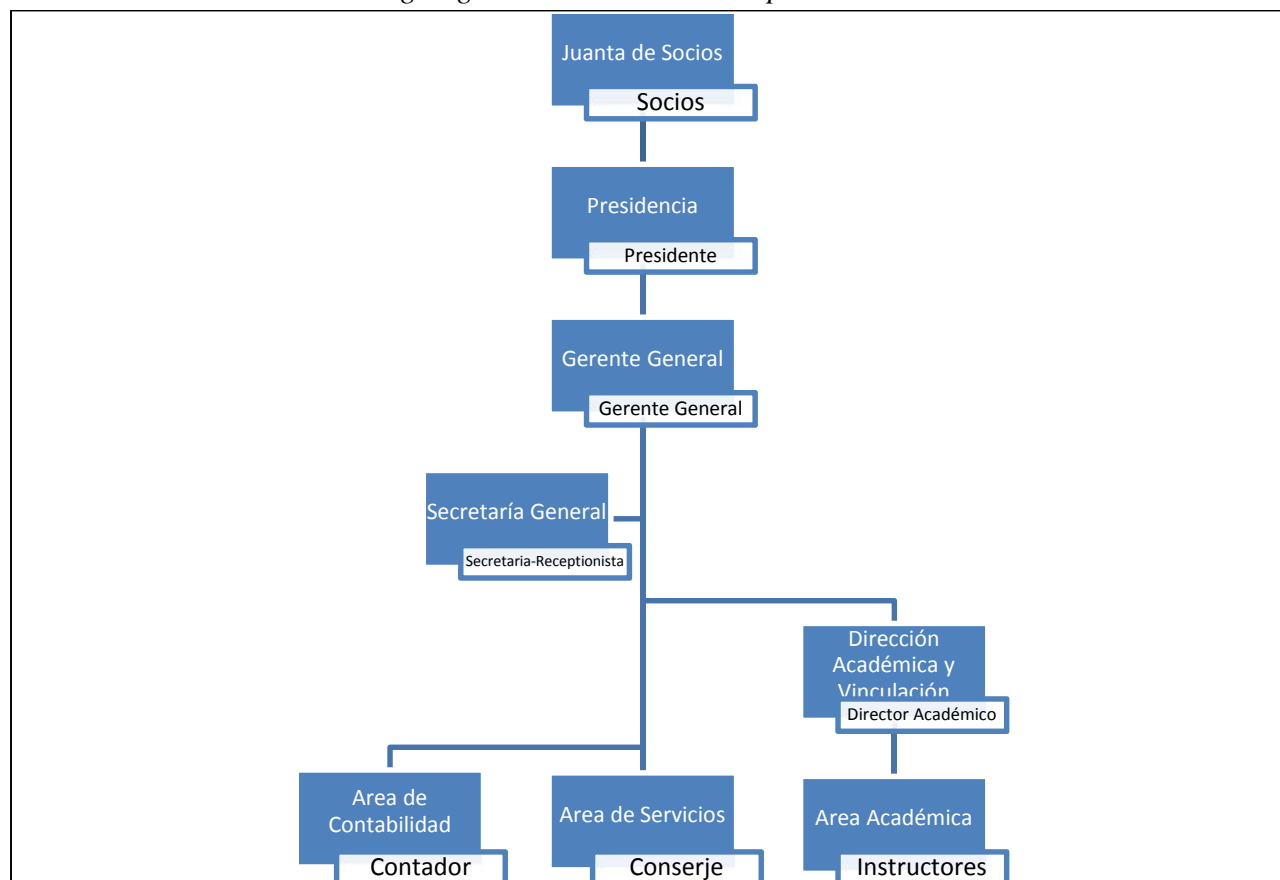 Juanta de Socios
Socios
Presidencia
Presidente
Gerente General
Gerente General
Secretaría General
Secretaria-Receptionista
Dirección
Académica y
Vinculación
Director Académico
Area de
Contabilidad
Contador
Area de Servicios
Conserje
Area Académica
Instructores